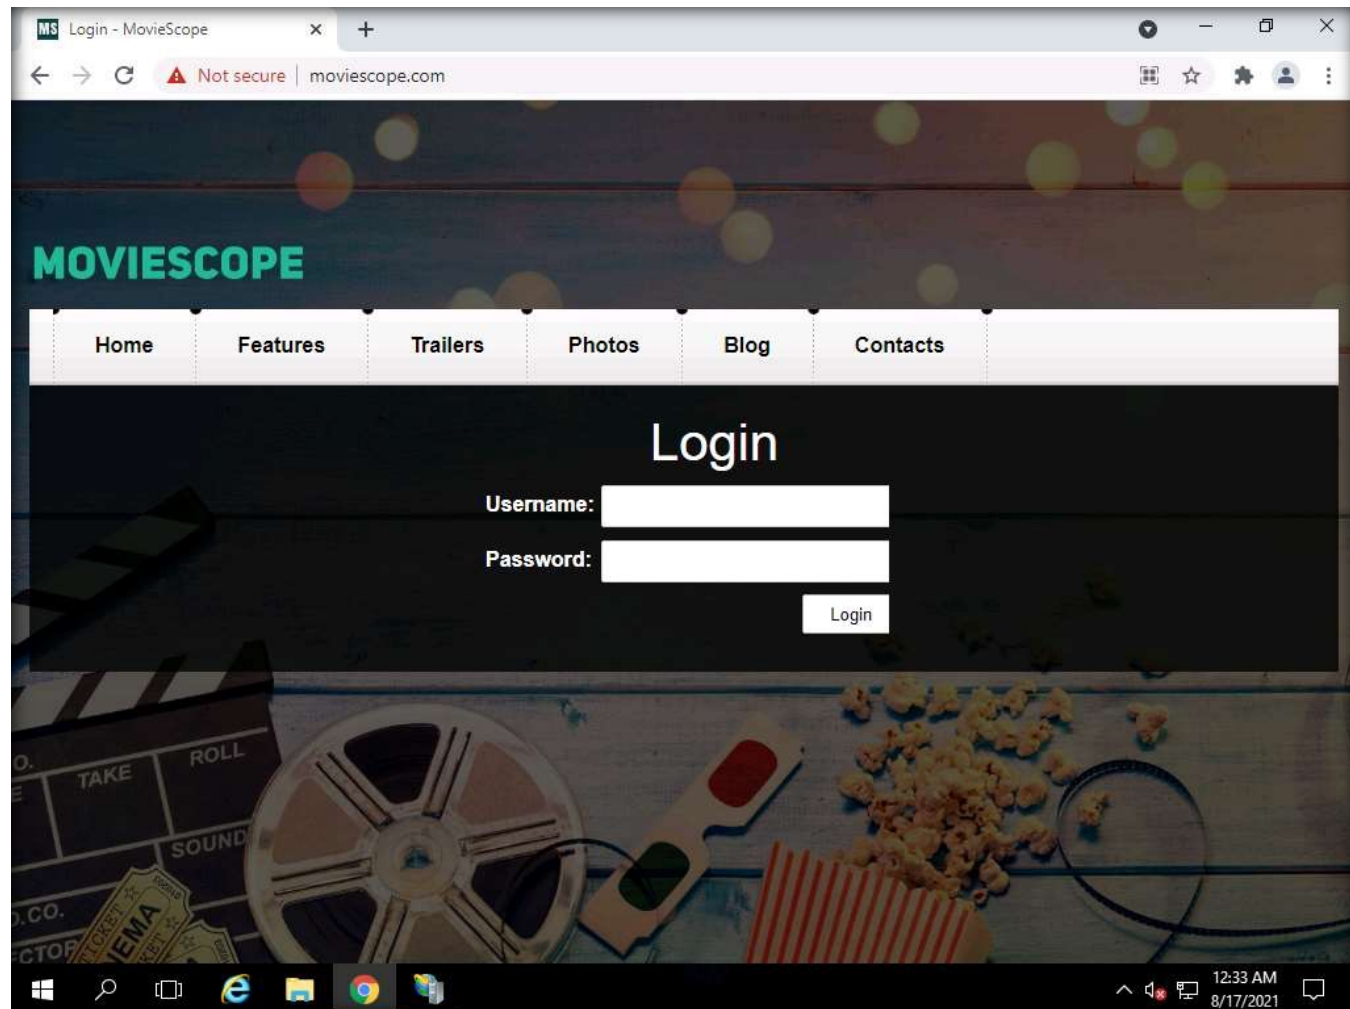 MS Login - MovieScope
Not secure | moviescope.com
MOVIESCOPE
Home Features Trailers Photos Blog Contacts
Login
Username:
Password:
Login
ROLL
TAKE
SOUND
TICKET
12:33 AM
8/17/2021